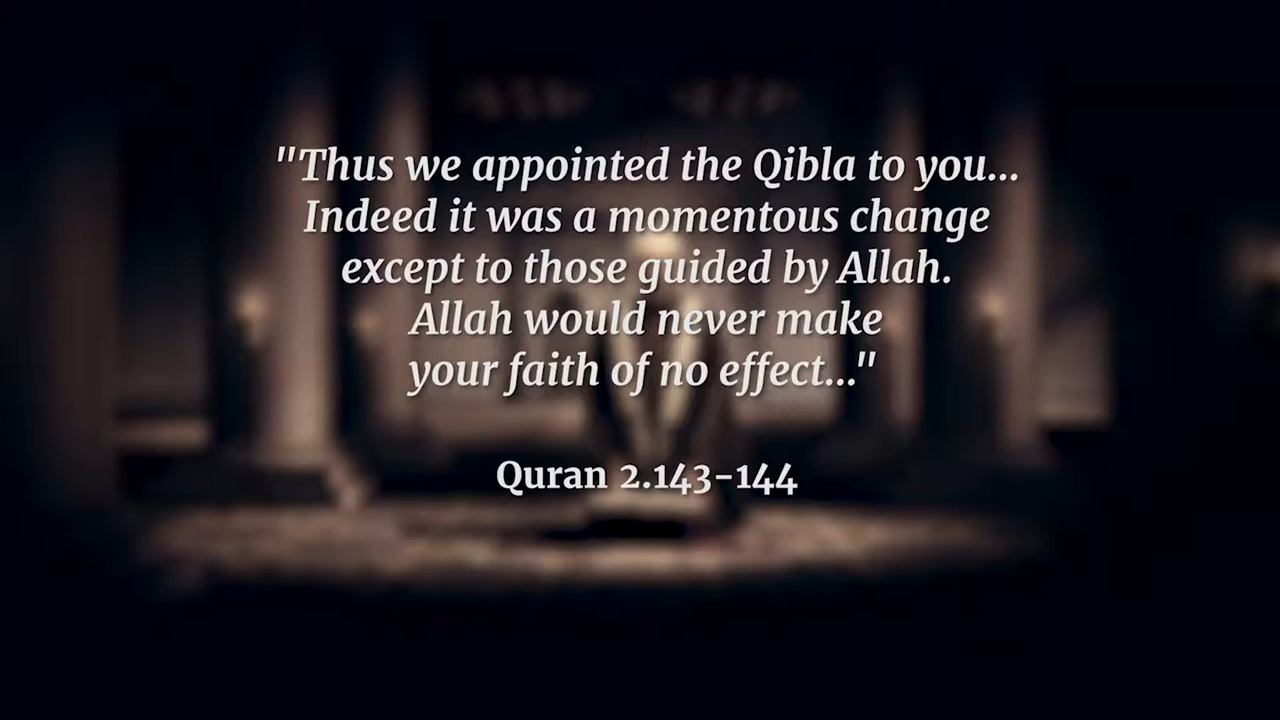 "Thus we appointed the Qibla to you...
Indeed it was a momentous change
except to those guided by Allah.
Allah would never make
your faith of no effect..."
Quran 2.143-144